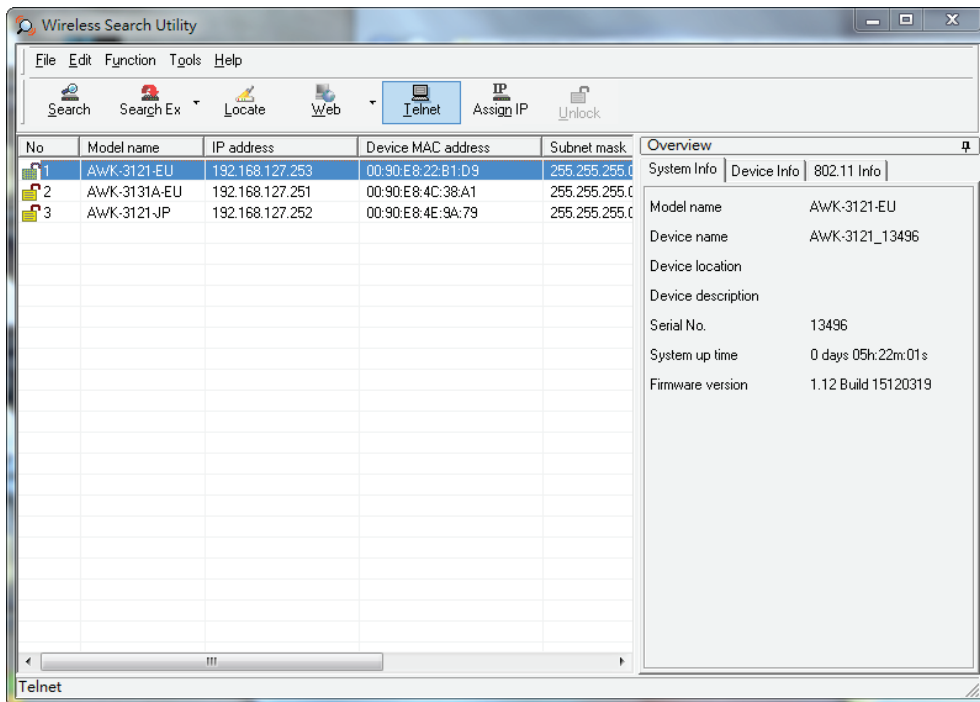 Wireless Search Utility
File Edit Function Tools Help
Search Search Ex Locate Web Telnet Assign IP Unlock
No Model name IP address Device MAC address Subnet mask
1 AWK-3121-EU 192.168.127.253 00:90:E8:22:B1:D9 255.255.255.0
2 AWK-3131A-EU 192.168.127.251 00:90:E8:4C:38:A1 255.255.255.0
3 AWK-3121-JP 192.168.127.252 00:90:E8:4E:9A:79 255.255.255.0
Overview
System Info Device Info 802.11 Info
Model name AWK-3121-EU
Device name AWK-3121_13496
Device location
Device description
Serial No. 13496
System up time 0 days 05h:22m:01s
Firmware version 1.12 Build 15120319
Telnet